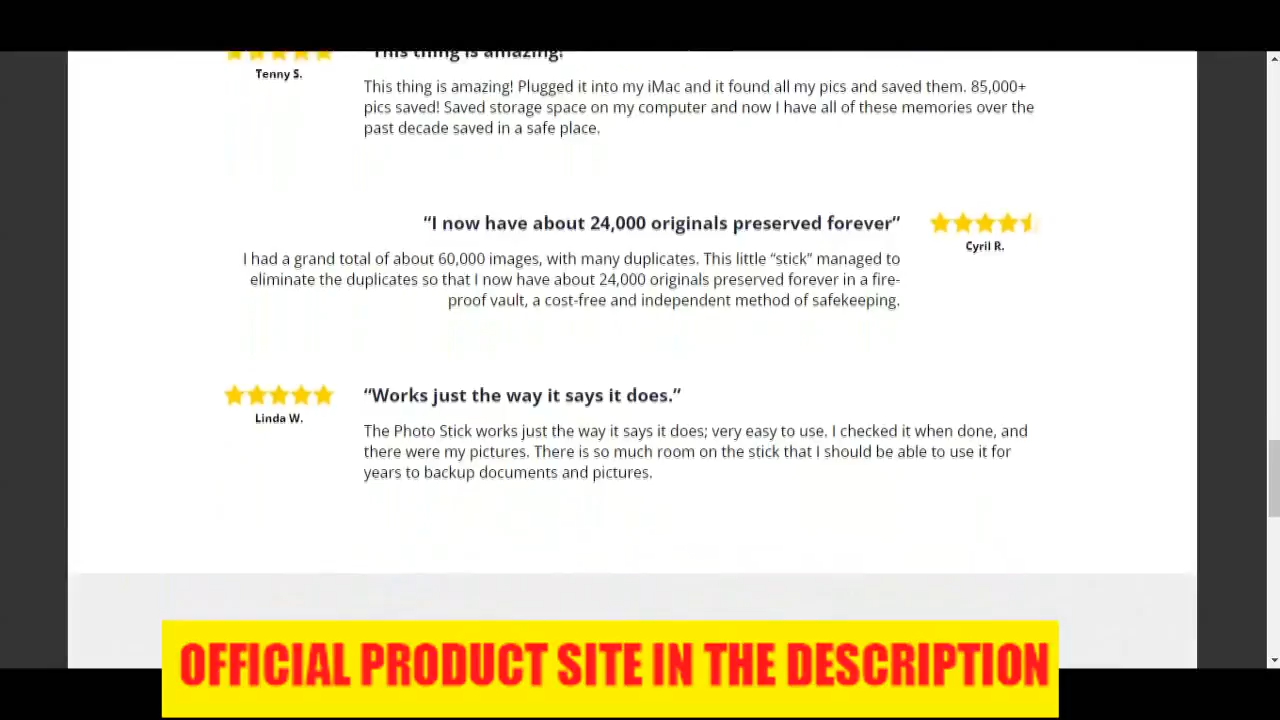 "This thing is amazing!"
Tenny S.
This thing is amazing! Plugged it into my iMac and it found all my pics and saved them. 85,000+
pics saved! Saved storage space on my computer and now I have all of these memories over the
past decade saved in a safe place.
“I now have about 24,000 originals preserved forever”
Cyril R.
I had a grand total of about 60,000 images, with many duplicates. This little “stick” managed to
eliminate the duplicates so that I now have about 24,000 originals preserved forever in a fire-
proof vault, a cost-free and independent method of safekeeping.
“Works just the way it says it does.”
Linda W.
The Photo Stick works just the way it says it does; very easy to use. I checked it when done, and
there were my pictures. There is so much room on the stick that I should be able to use it for
years to backup documents and pictures.
OFFICIAL PRODUCT SITE IN THE DESCRIPTION